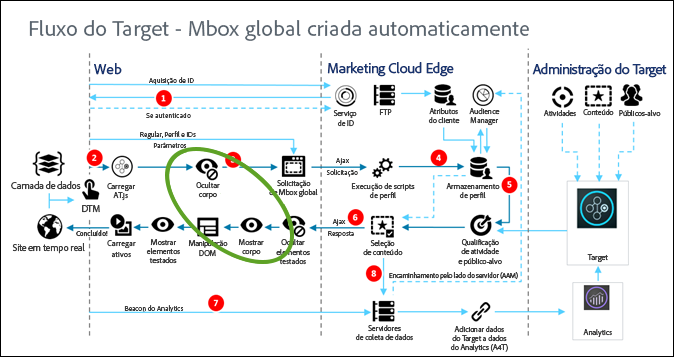 Fluxo do Target - Mbox global criada automaticamente
Web
Marketing Cloud Edge
Administração do Target
Aquisição de ID
1
Se autenticado
Serviço
de ID
FTP
Atributos
do cliente
Audience
Manager
Atividades
Conteúdo
Públicos-alvo
Regular, Perfil e IDs
Parâmetros
2
Camada de dados
DTM
Carregar
AT.js
Ocultar
corpo
Solicitação
de Mbox global
Ajax
Solicitação
Execução de scripts
de perfil
4
Armazenamento
de perfil
5
Site em tempo real
Concluído!
Carregar
ativos
Mostrar
elementos
testados
Manipulação
DOM
Mostrar
corpo
Ocultar
elementos
testados
Ajax
Resposta
6
Seleção
de conteúdo
Qualificação
de atividade
e público-alvo
Target
8
Encaminhamento pelo lado do servidor (AAM)
Beacon do Analytics
7
Servidores
de coleta de dados
Adicionar dados
do Target a dados
do Analytics (A4T)
Analytics